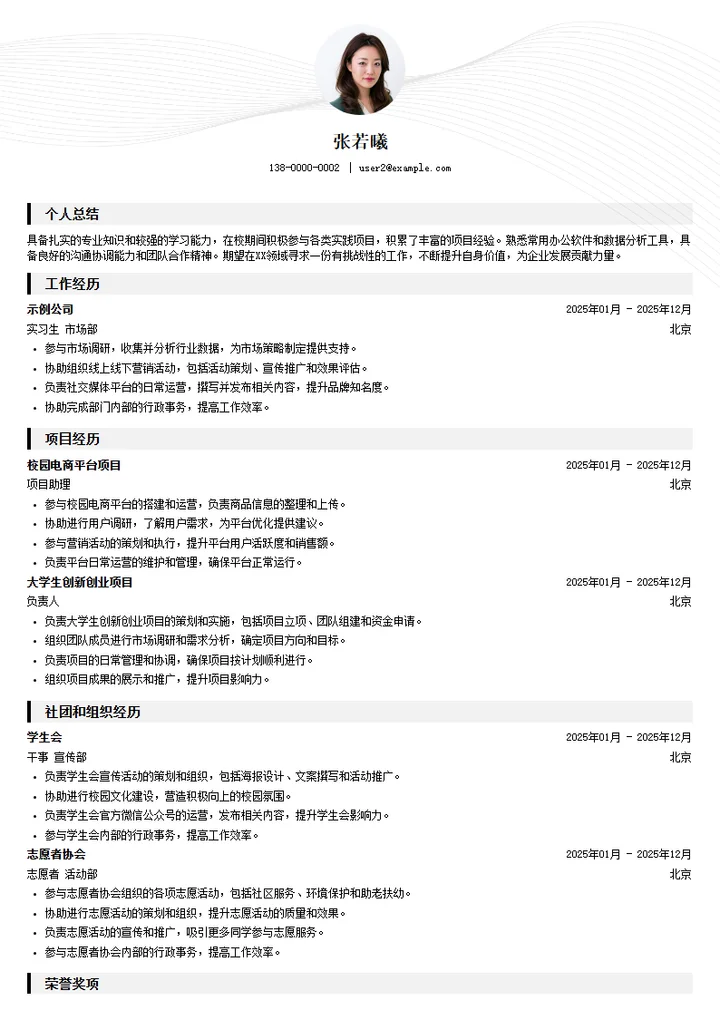 张若曦
138-0000-0002 | user2@example.com
个人总结
具备扎实的专业知识和较强的学习能力，在校期间积极参与各类实践项目，积累了丰富的项目经验。熟悉常用办公软件和数据分析工具，具
备良好的沟通协调能力和团队合作精神。期望在XX领域寻求一份有挑战性的工作，不断提升自身价值，为企业发展贡献力量。
工作经历
示例公司 2025年01月 - 2025年12月
实习生 市场部 北京
• 参与市场调研，收集并分析行业数据，为市场策略制定提供支持。
• 协助组织线上线下营销活动，包括活动策划、宣传推广和效果评估。
• 负责社交媒体平台的日常运营，撰写并发布相关内容，提升品牌知名度。
• 协助完成部门内部的行政事务，提高工作效率。
项目经历
校园电商平台项目 2025年01月 - 2025年12月
项目助理 北京
• 参与校园电商平台的搭建和运营，负责商品信息的整理和上传。
• 协助进行用户调研，了解用户需求，为平台优化提供建议。
• 参与营销活动的策划和执行，提升平台用户活跃度和销售额。
• 负责平台日常运营的维护和管理，确保平台正常运行。
大学生创新创业项目 2025年01月 - 2025年12月
负责人 北京
• 负责大学生创新创业项目的策划和实施，包括项目立项、团队组建和资金申请。
• 组织团队成员进行市场调研和需求分析，确定项目方向和目标。
• 负责项目的日常管理和协调，确保项目按计划顺利进行。
• 组织项目成果的展示和推广，提升项目影响力。
社团和组织经历
学生会 2025年01月 - 2025年12月
干事 宣传部 北京
• 负责学生会宣传活动的策划和组织，包括海报设计、文案撰写和活动推广。
• 协助进行校园文化建设，营造积极向上的校园氛围。
• 负责学生会官方微信公众号的运营，发布相关内容，提升学生会影响力。
• 参与学生会内部的行政事务，提高工作效率。
志愿者协会 2025年01月 - 2025年12月
志愿者 活动部 北京
• 参与志愿者协会组织的各项志愿活动，包括社区服务、环境保护和助老扶幼。
• 协助进行志愿活动的策划和组织，提升志愿活动的质量和效果。
• 负责志愿活动的宣传和推广，吸引更多同学参与志愿服务。
• 参与志愿者协会内部的行政事务，提高工作效率。
荣誉奖项